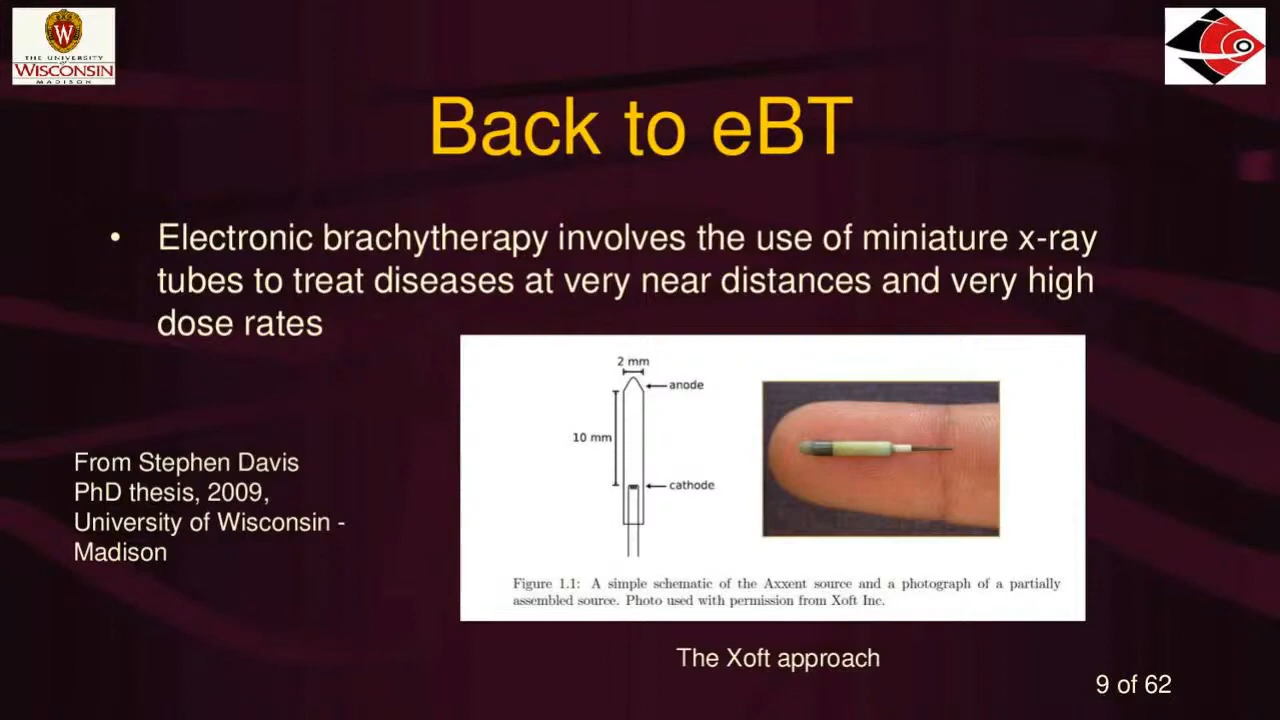 THE UNIVERSITY
of
WISCONSIN
MADISON
W
Back to eBT
• Electronic brachytherapy involves the use of miniature x-ray
tubes to treat diseases at very near distances and very high
dose rates
2 mm
anode
10 mm
cathode
From Stephen Davis
PhD thesis, 2009,
University of Wisconsin -
Madison
Figure 1.1: A simple schematic of the Axxent source and a photograph of a partially
assembled source. Photo used with permission from Xoft Inc.
The Xoft approach
9 of 62